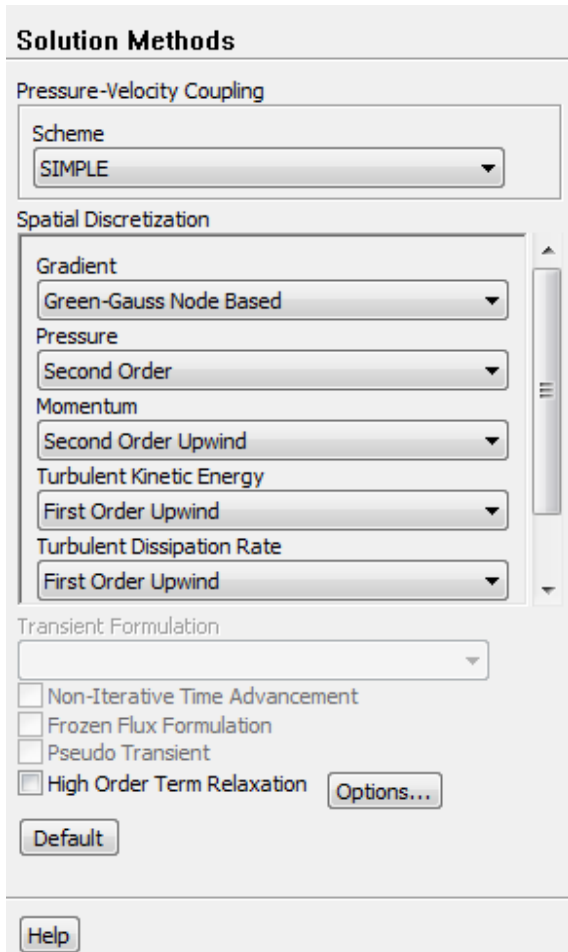 Solution Methods
Pressure-Velocity Coupling
Scheme
SIMPLE
Spatial Discretization
Gradient
Green-Gauss Node Based
Pressure
Second Order
Momentum
Second Order Upwind
Turbulent Kinetic Energy
First Order Upwind
Turbulent Dissipation Rate
First Order Upwind
Transient Formulation
Non-Iterative Time Advancement
Frozen Flux Formulation
Pseudo Transient
High Order Term Relaxation Options...
Default
Help